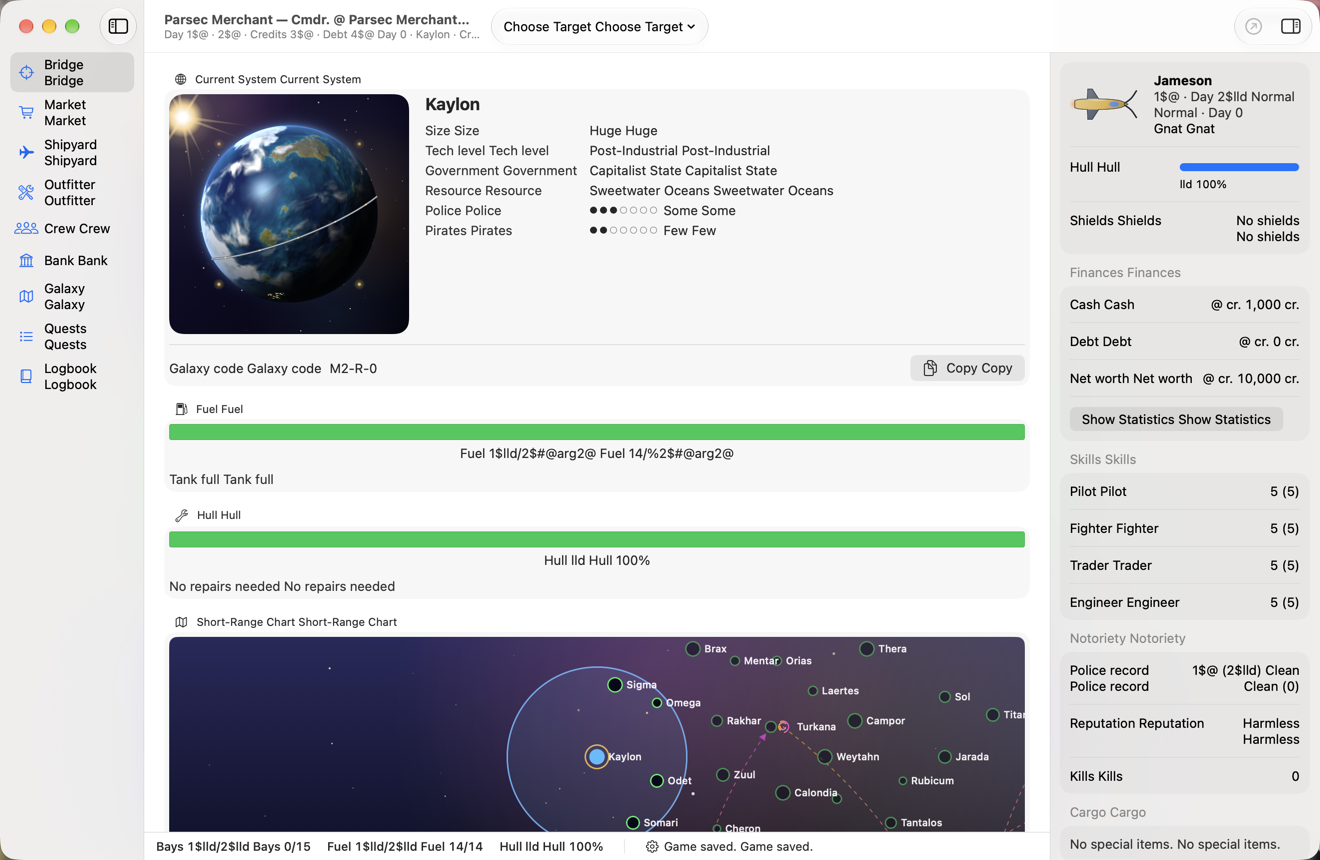 Parsec Merchant — Cmdr. @ Parsec Merchant...
Day 1$@ · 2$@ · Credits 3$@ · Debt 4$@ Day 0 · Kaylon · Cr...
Choose Target Choose Target
Bridge
Bridge
Market
Market
Shipyard
Shipyard
Outfitter
Outfitter
Crew Crew
Bank Bank
Galaxy
Galaxy
Quests
Quests
Logbook
Logbook
Current System Current System
Kaylon
Size Size Huge Huge
Tech level Tech level Post-Industrial Post-Industrial
Government Government Capitalist State Capitalist State
Resource Resource Sweetwater Oceans Sweetwater Oceans
Police Police Some Some
Pirates Pirates Few Few
Galaxy code Galaxy code M2-R-0
Copy Copy
Fuel Fuel
Fuel 1$lld/2$#@arg2@ Fuel 14/%2$#@arg2@
Tank full Tank full
Hull Hull
Hull lld Hull 100%
No repairs needed No repairs needed
Short-Range Chart Short-Range Chart
Brax
Mentar
Orias
Thera
Sigma
Omega
Laertes
Sol
Rakhar
Turkana
Campor
Titan
Kaylon
Weytahn
Jarada
Odet
Zuul
Rubicum
Calondia
Somari
Cheron
Tantalos
Bays 1$lld/2$lld Bays 0/15 Fuel 1$lld/2$lld Fuel 14/14 Hull lld Hull 100% Game saved. Game saved.
Jameson
1$@ · Day 2$lld Normal
Normal · Day 0
Gnat Gnat
Hull Hull
lld 100%
Shields Shields No shields
No shields
Finances Finances
Cash Cash @ cr. 1,000 cr.
Debt Debt @ cr. 0 cr.
Net worth Net worth @ cr. 10,000 cr.
Show Statistics Show Statistics
Skills Skills
Pilot Pilot 5 (5)
Fighter Fighter 5 (5)
Trader Trader 5 (5)
Engineer Engineer 5 (5)
Notoriety Notoriety
Police record 1$@ (2$lld) Clean
Police record Clean (0)
Reputation Reputation Harmless
Harmless
Kills Kills 0
Cargo Cargo
No special items. No special items.